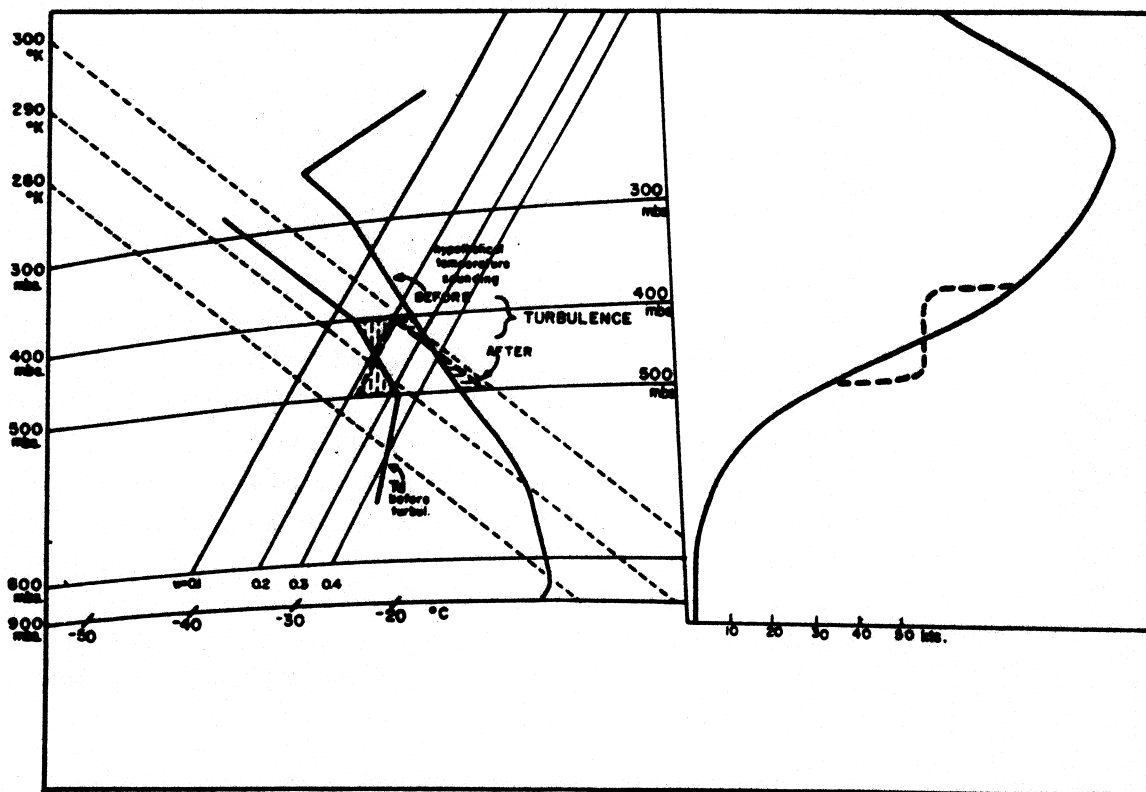 300
°K
290
°K
280
°K
300
mbs.
400
mbs.
500
mbs.
800
mbs.
900
mbs.
300
mbs
400
mbs
500
mbs
hypothetical
temperature
sounding
BEFORE
TURBULENCE
AFTER
Td
before
turbul.
w=0.1
0.2
0.3
0.4
-50
-40
-30
-20
°C
10
20
30
40
50 kts.